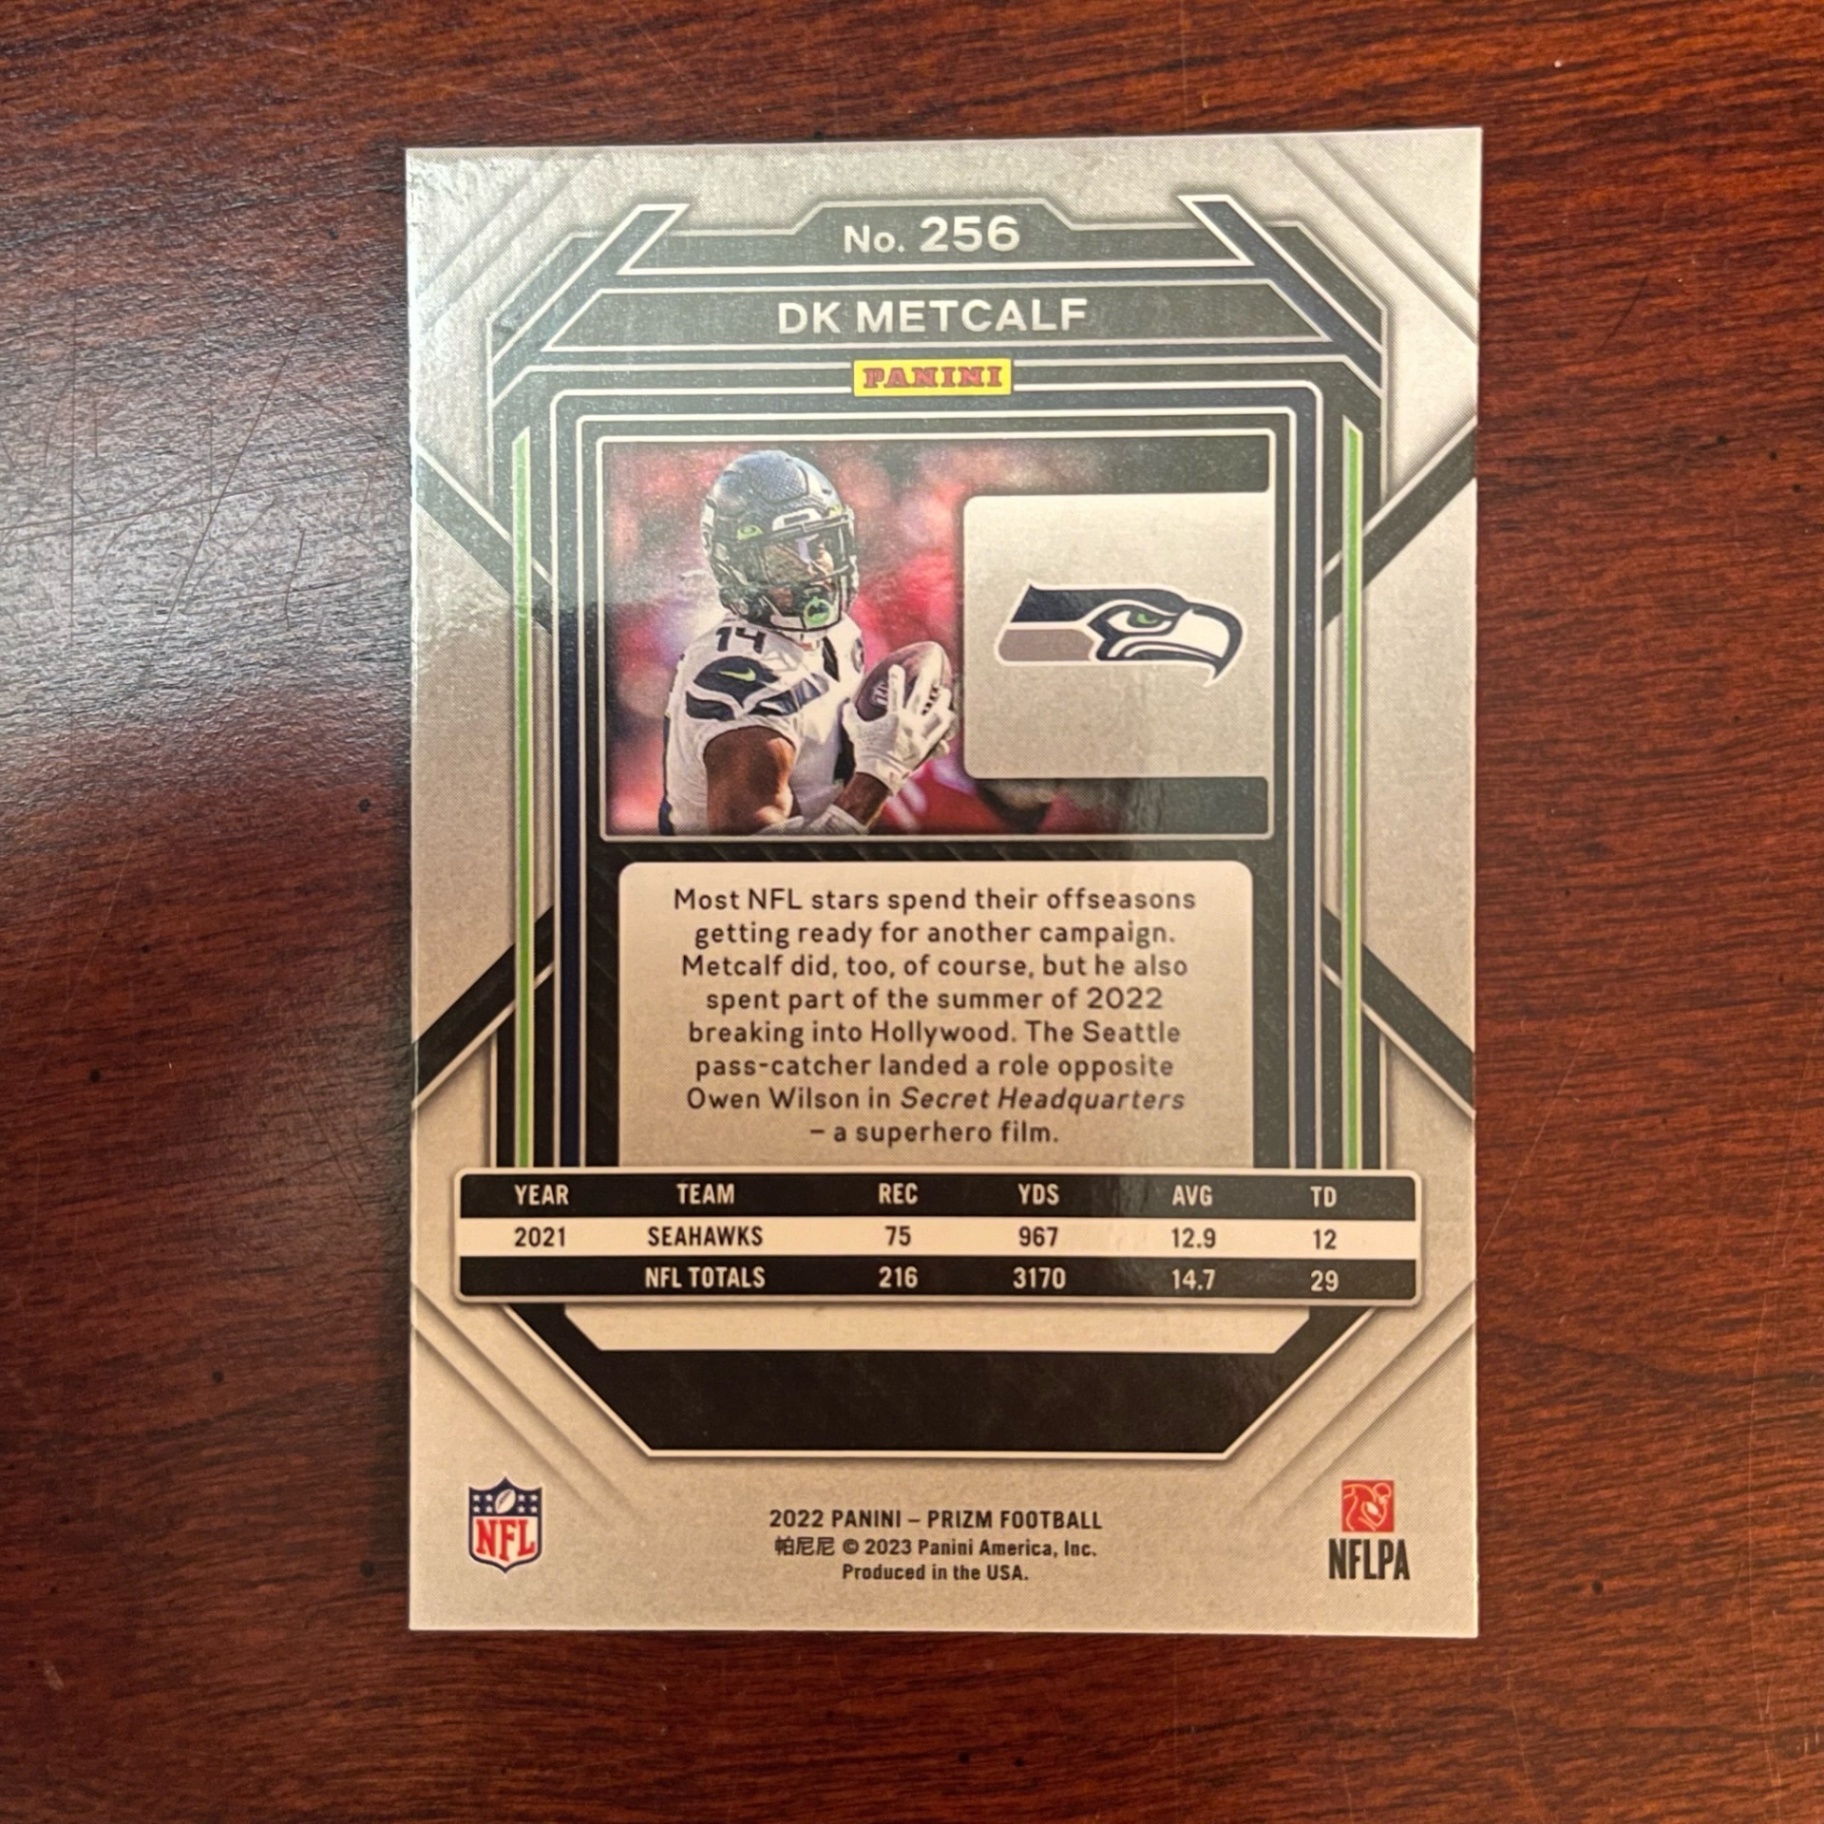 No. 256
DK METCALF
PANINI
14
Most NFL stars spend their offseasons
getting ready for another campaign.
Metcalf did, too, of course, but he also
spent part of the summer of 2022
breaking into Hollywood. The Seattle
pass-catcher landed a role opposite
Owen Wilson in Secret Headquarters
– a superhero film.
YEAR TEAM REC YDS AVG TD
2021 SEAHAWKS 75 967 12.9 12
NFL TOTALS 216 3170 14.7 29
NFL
2022 PANINI – PRIZM FOOTBALL
帕尼尼 © 2023 Panini America, Inc.
Produced in the USA.
NFLPA